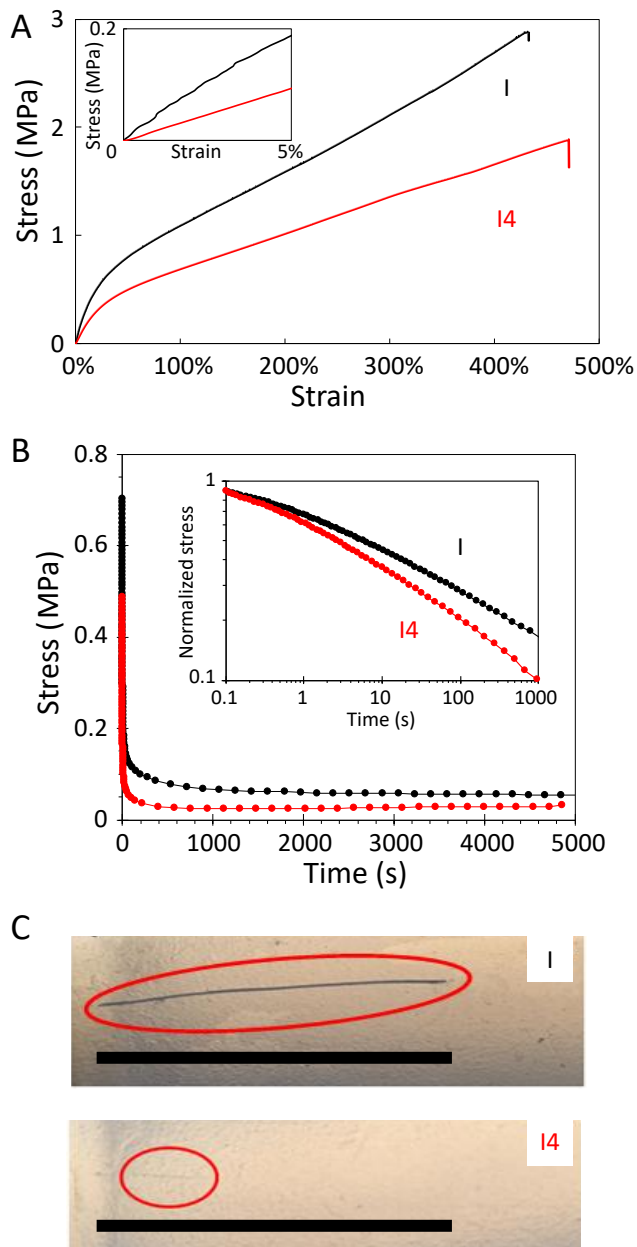 A
3
2
1
0
Stress (MPa)
0.2
0
Stress (MPa)
Strain
5%
I
I4
0%
100%
200%
300%
400%
500%
Strain
B
0.8
0.6
0.4
0.2
0
Stress (MPa)
1
0.1
Normalized stress
I
I4
0.1
1
10
100
1000
Time (s)
0
1000
2000
3000
4000
5000
Time (s)
C
I
I4